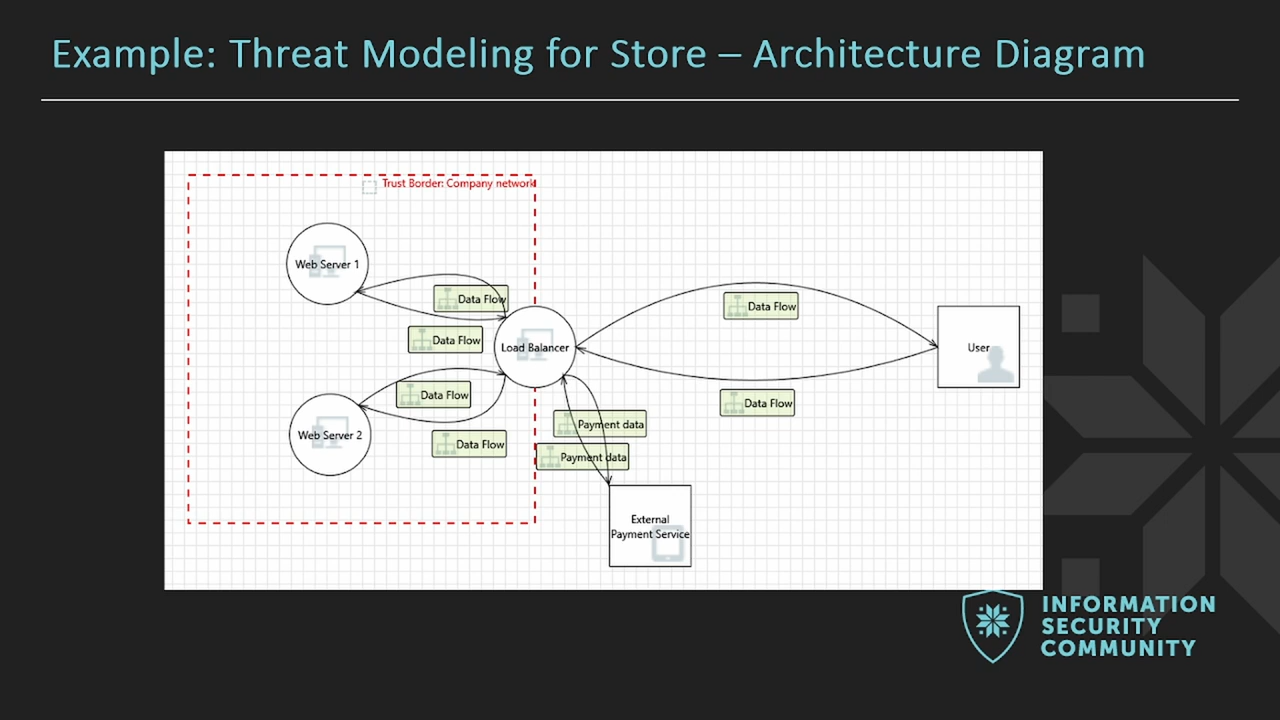 Example: Threat Modeling for Store – Architecture Diagram
Trust Border: Company network
Web Server 1
Data Flow
Data Flow
Load Balancer
Data Flow
Data Flow
User
Data Flow
Web Server 2
Data Flow
Payment data
Payment data
External
Payment Service
INFORMATION
SECURITY
COMMUNITY